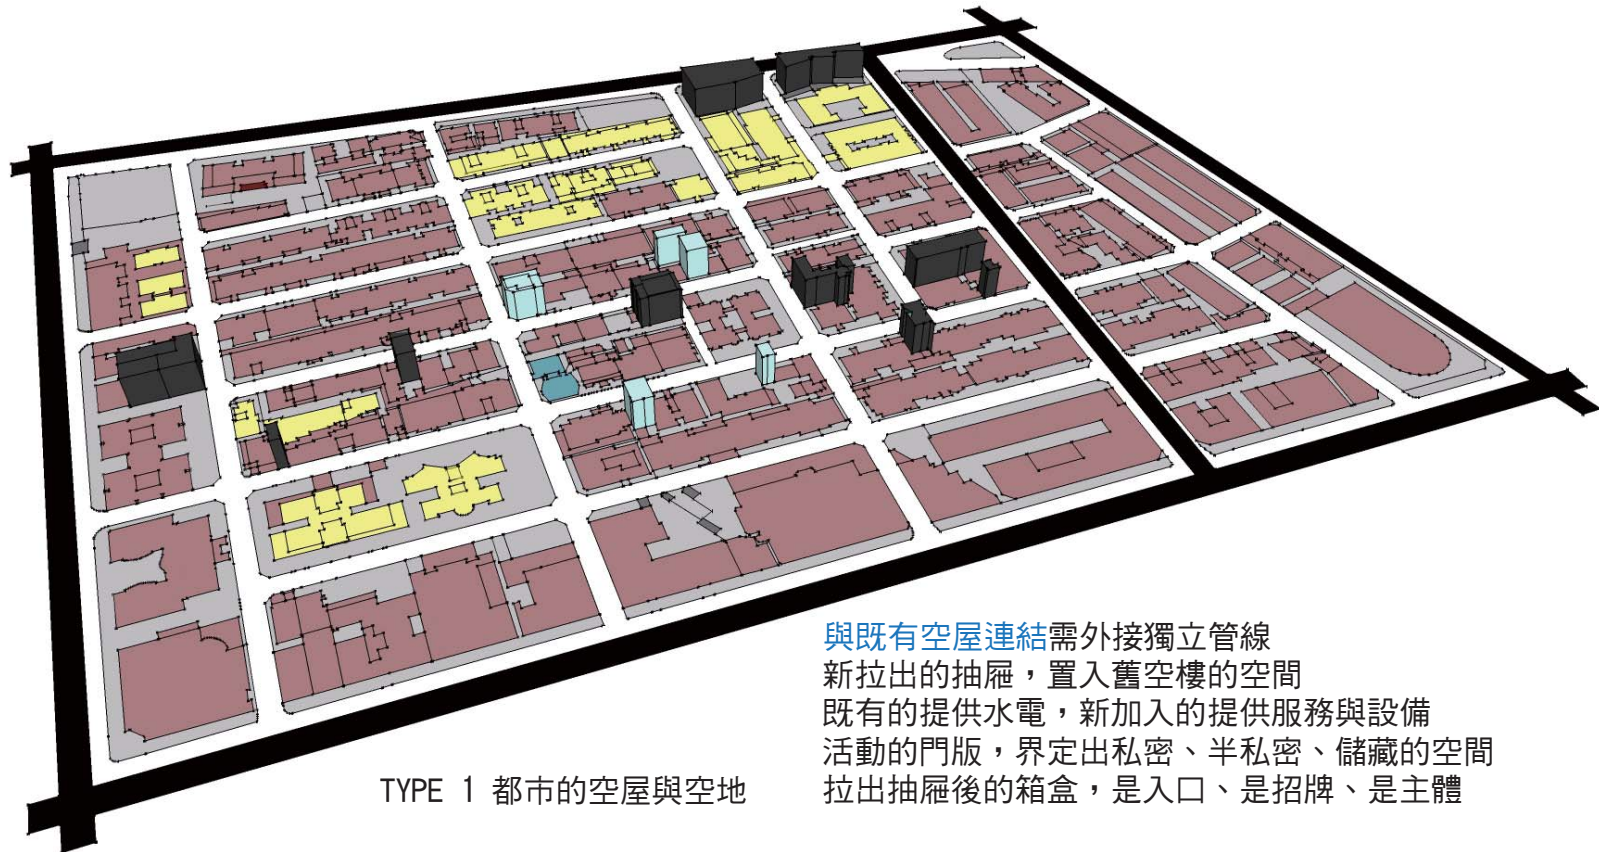 與既有空屋連結需外接獨立管線
新拉出的抽屜，置入舊空樓的空間
既有的提供水電，新加入的提供服務與設備
活動的門版，界定出私密、半私密、儲藏的空間
拉出抽屜後的箱盒，是入口、是招牌、是主體
TYPE 1 都市的空屋與空地